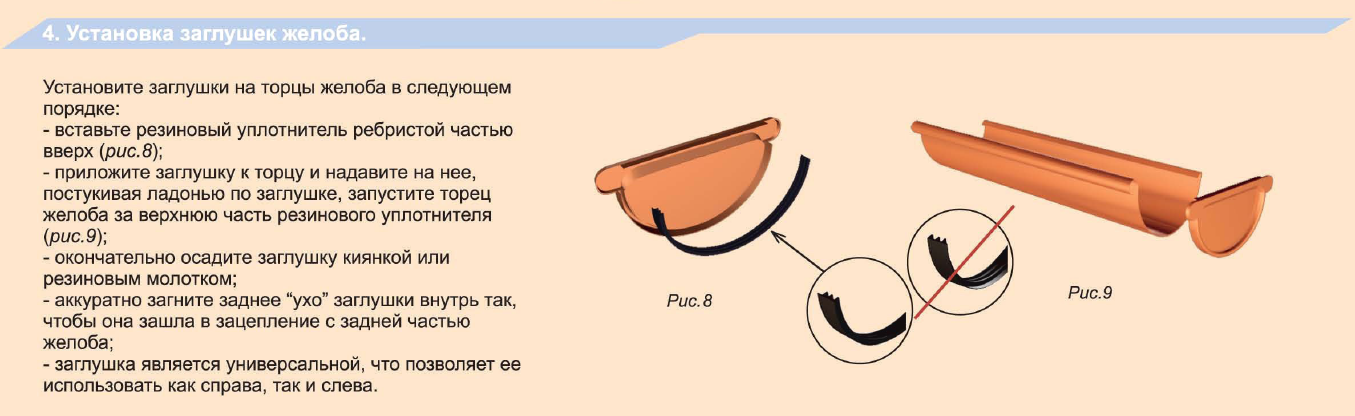 4. Установка заглушек желоба.
Установите заглушки на торцы желоба в следующем
порядке:
- вставьте резиновый уплотнитель ребристой частью
вверх (рис.8);
- приложите заглушку к торцу и надавите на нее,
постукивая ладонью по заглушке, запустите торец
желоба за верхнюю часть резинового уплотнителя
(рис.9);
- окончательно осадите заглушку киянкой или
резиновым молотком;
- аккуратно загните заднее “ухо” заглушки внутрь так,
чтобы она зашла в зацепление с задней частью
желоба;
- заглушка является универсальной, что позволяет ее
использовать как справа, так и слева.
Рис.8
Рис.9